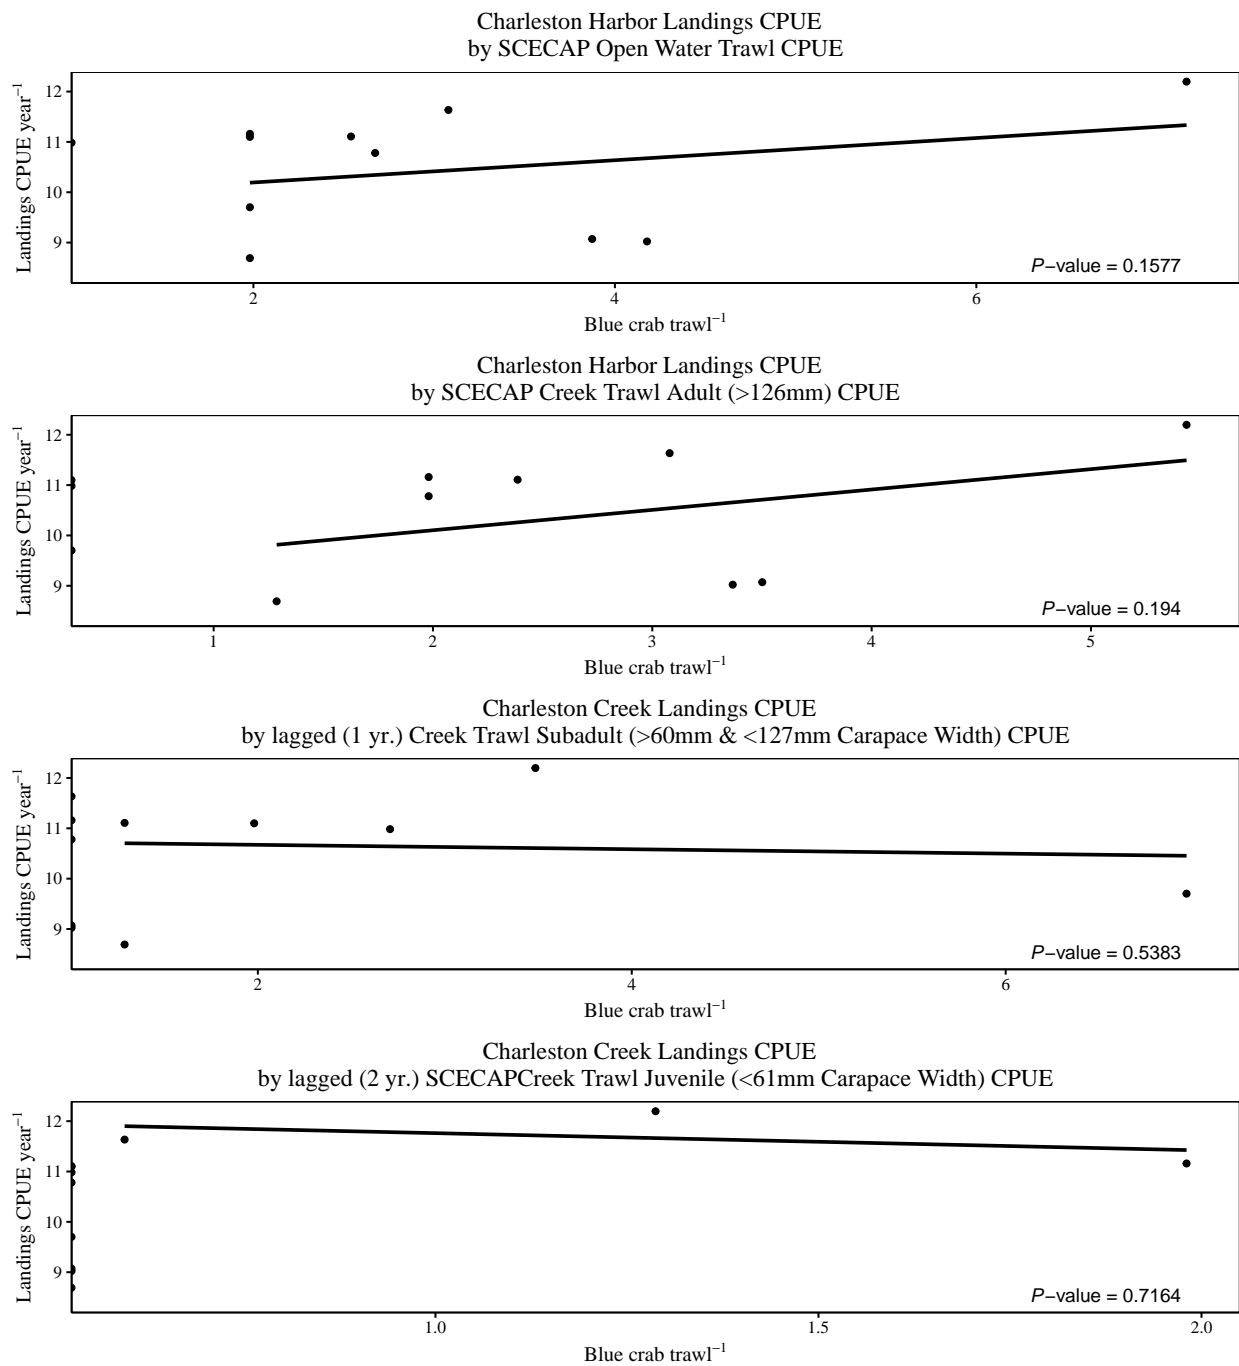 Charleston Harbor Landings CPUE
by SCECAP Open Water Trawl CPUE
Landings CPUE year⁻¹
12
11
10
9
P−value = 0.1577
2 4 6
Blue crab trawl⁻¹
Charleston Harbor Landings CPUE
by SCECAP Creek Trawl Adult (>126mm) CPUE
Landings CPUE year⁻¹
12
11
10
9
P−value = 0.194
1 2 3 4 5
Blue crab trawl⁻¹
Charleston Creek Landings CPUE
by lagged (1 yr.) Creek Trawl Subadult (>60mm & <127mm Carapace Width) CPUE
Landings CPUE year⁻¹
12
11
10
9
P−value = 0.5383
2 4 6
Blue crab trawl⁻¹
Charleston Creek Landings CPUE
by lagged (2 yr.) SCECAPCreek Trawl Juvenile (<61mm Carapace Width) CPUE
Landings CPUE year⁻¹
12
11
10
9
P−value = 0.7164
1.0 1.5 2.0
Blue crab trawl⁻¹